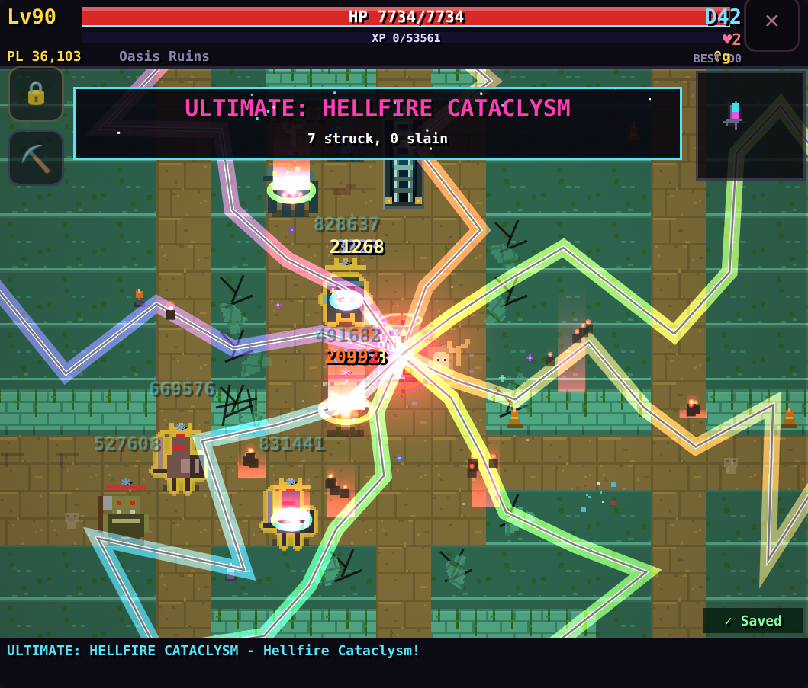 Lv90
HP 7734/7734
D42
XP 0/53561
♥2
PL 36,103
Oasis Ruins
ULTIMATE: HELLFIRE CATACLYSM
7 struck, 0 slain
828637
21268
491682
669576
527608
831441
✓ Saved
ULTIMATE: HELLFIRE CATACLYSM - Hellfire Cataclysm!